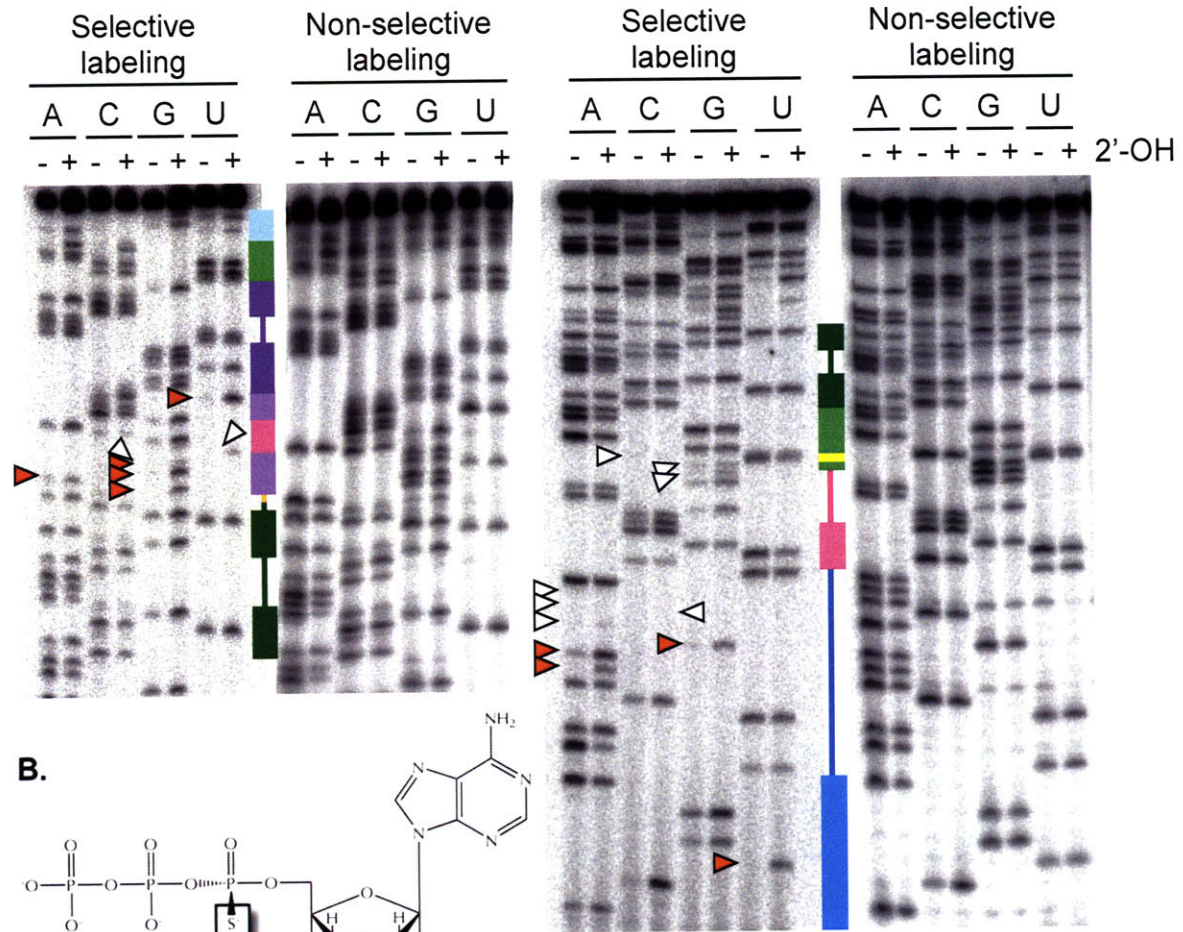 Selective labeling
Non-selective labeling
Selective labeling
Non-selective labeling
A C G U
A C G U
A C G U
A C G U
- + - + - + - +
- + - + - + - +
- + - + - + - +
- + - + - + - + 2'-OH
B.
NH₂
N N
N N
O O O
⁻O P O P O P O O
O⁻ O⁻ S⁻ H H